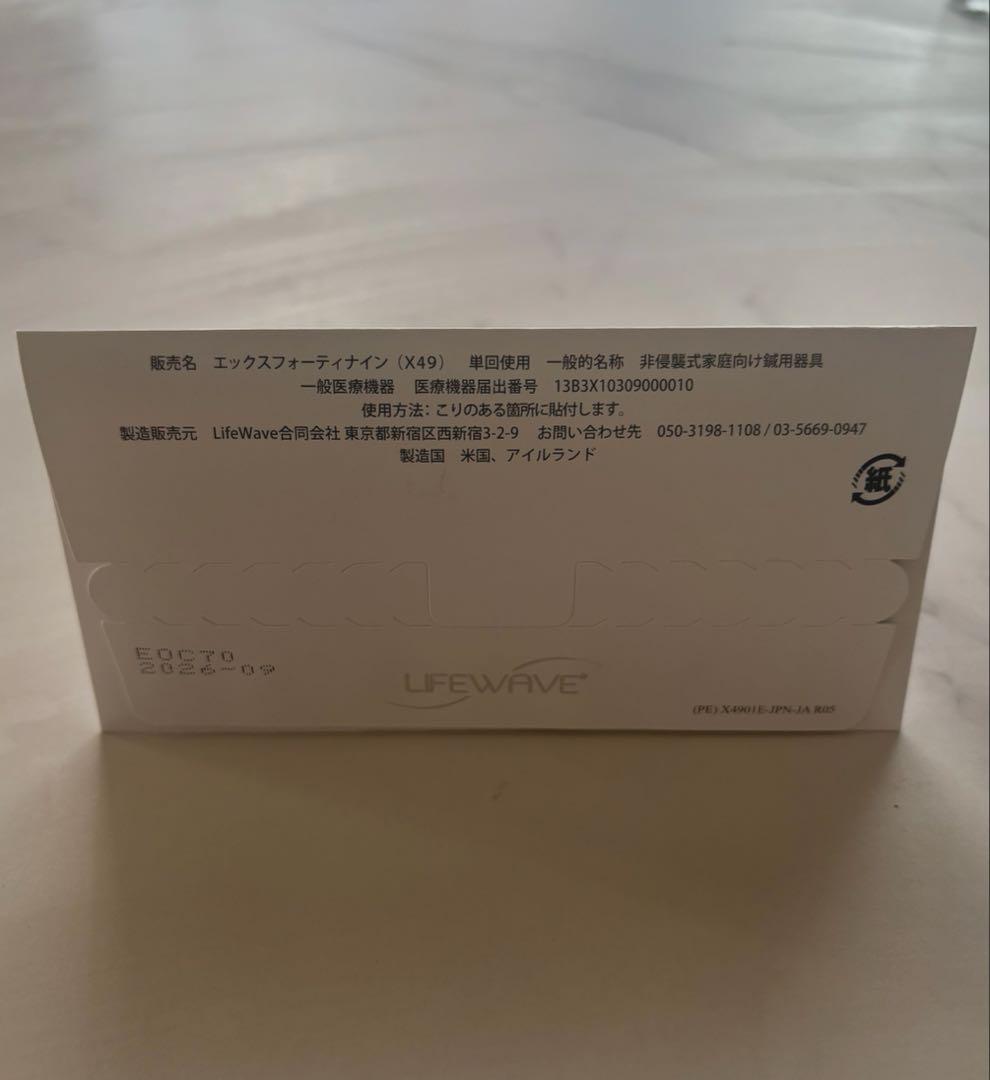 販売名 エックスフォーティナイン（X49） 単回使用 一般的名称 非侵襲式家庭向け鍼用器具
一般医療機器 医療機器届出番号 13B3X10309000010
使用方法：こりのある箇所に貼付します。
製造販売元 LifeWave合同会社 東京都新宿区西新宿3-2-9 お問い合わせ先 050-3198-1108 / 03-5669-0947
製造国 米国、アイルランド
紙
EOC70
2026-09
LIFEWAVE
(PE) X4901E-JPN-JA R05